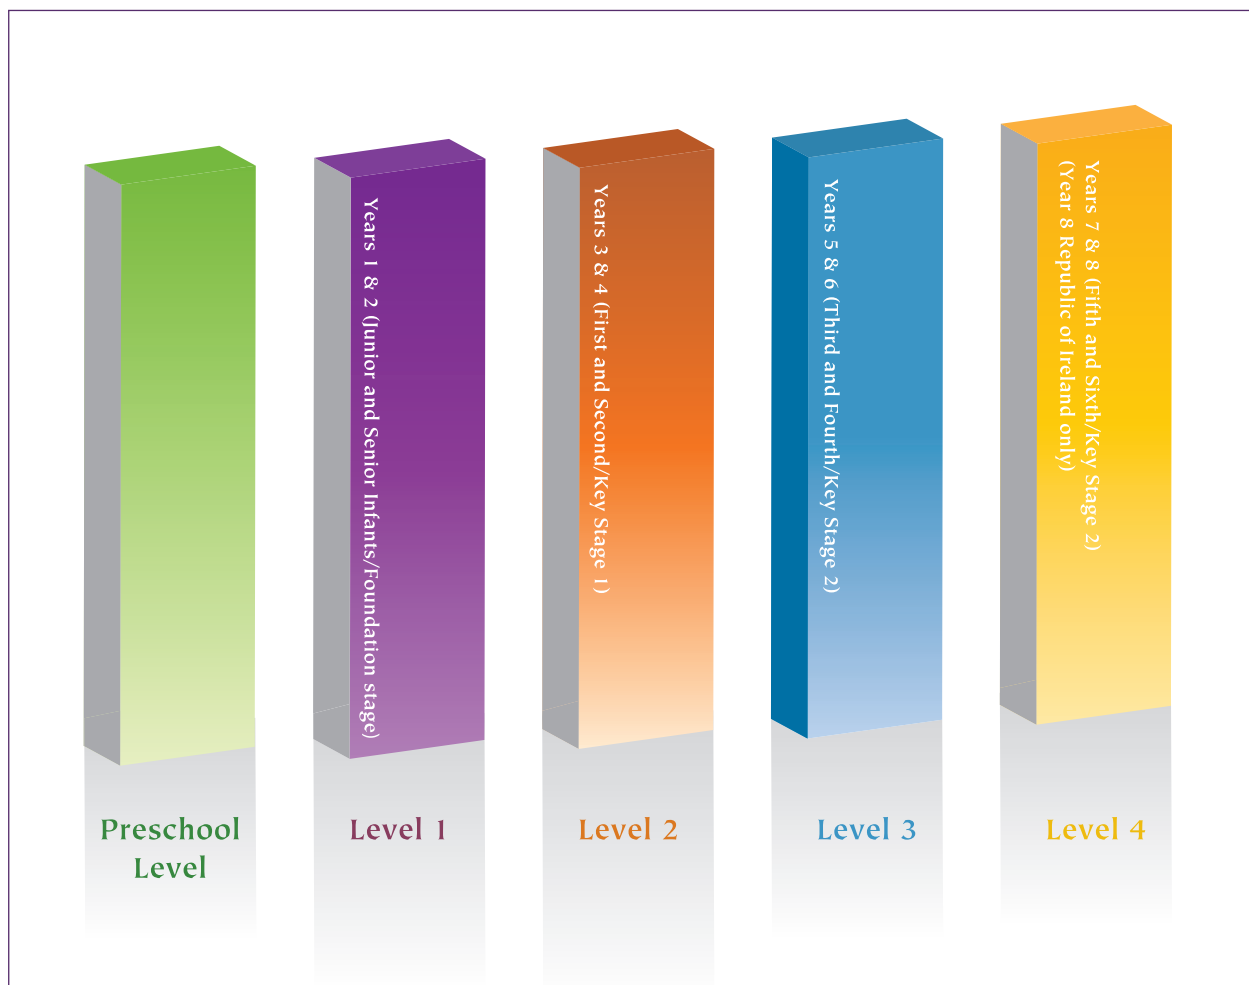 Years 1 & 2 (Junior and Senior Infants/Foundation stage)
Years 3 & 4 (First and Second/Key Stage 1)
Years 5 & 6 (Third and Fourth/Key Stage 2)
Years 7 & 8 (Fifth and Sixth/Key Stage 2)
(Year 8 Republic of Ireland only)
Preschool
Level
Level 1
Level 2
Level 3
Level 4